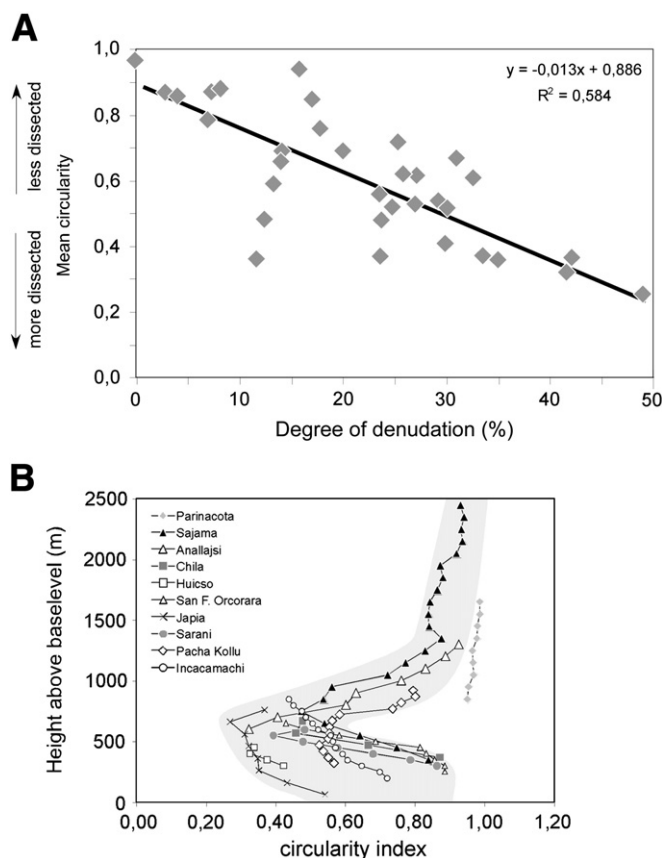 A
1,0
0,8
0,6
0,4
0,2
0,0
less dissected
more dissected
Mean circularity
y = -0,013x + 0,886
R² = 0,584
0 10 20 30 40 50
Degree of denudation (%)
B
2500
2000
1500
1000
500
0
Height above baselevel (m)
Parinacota
Sajama
Anallajsi
Chila
Huicso
San F. Orcorara
Japia
Sarani
Pacha Kollu
Incacamachi
0,00 0,20 0,40 0,60 0,80 1,00 1,20
circularity index